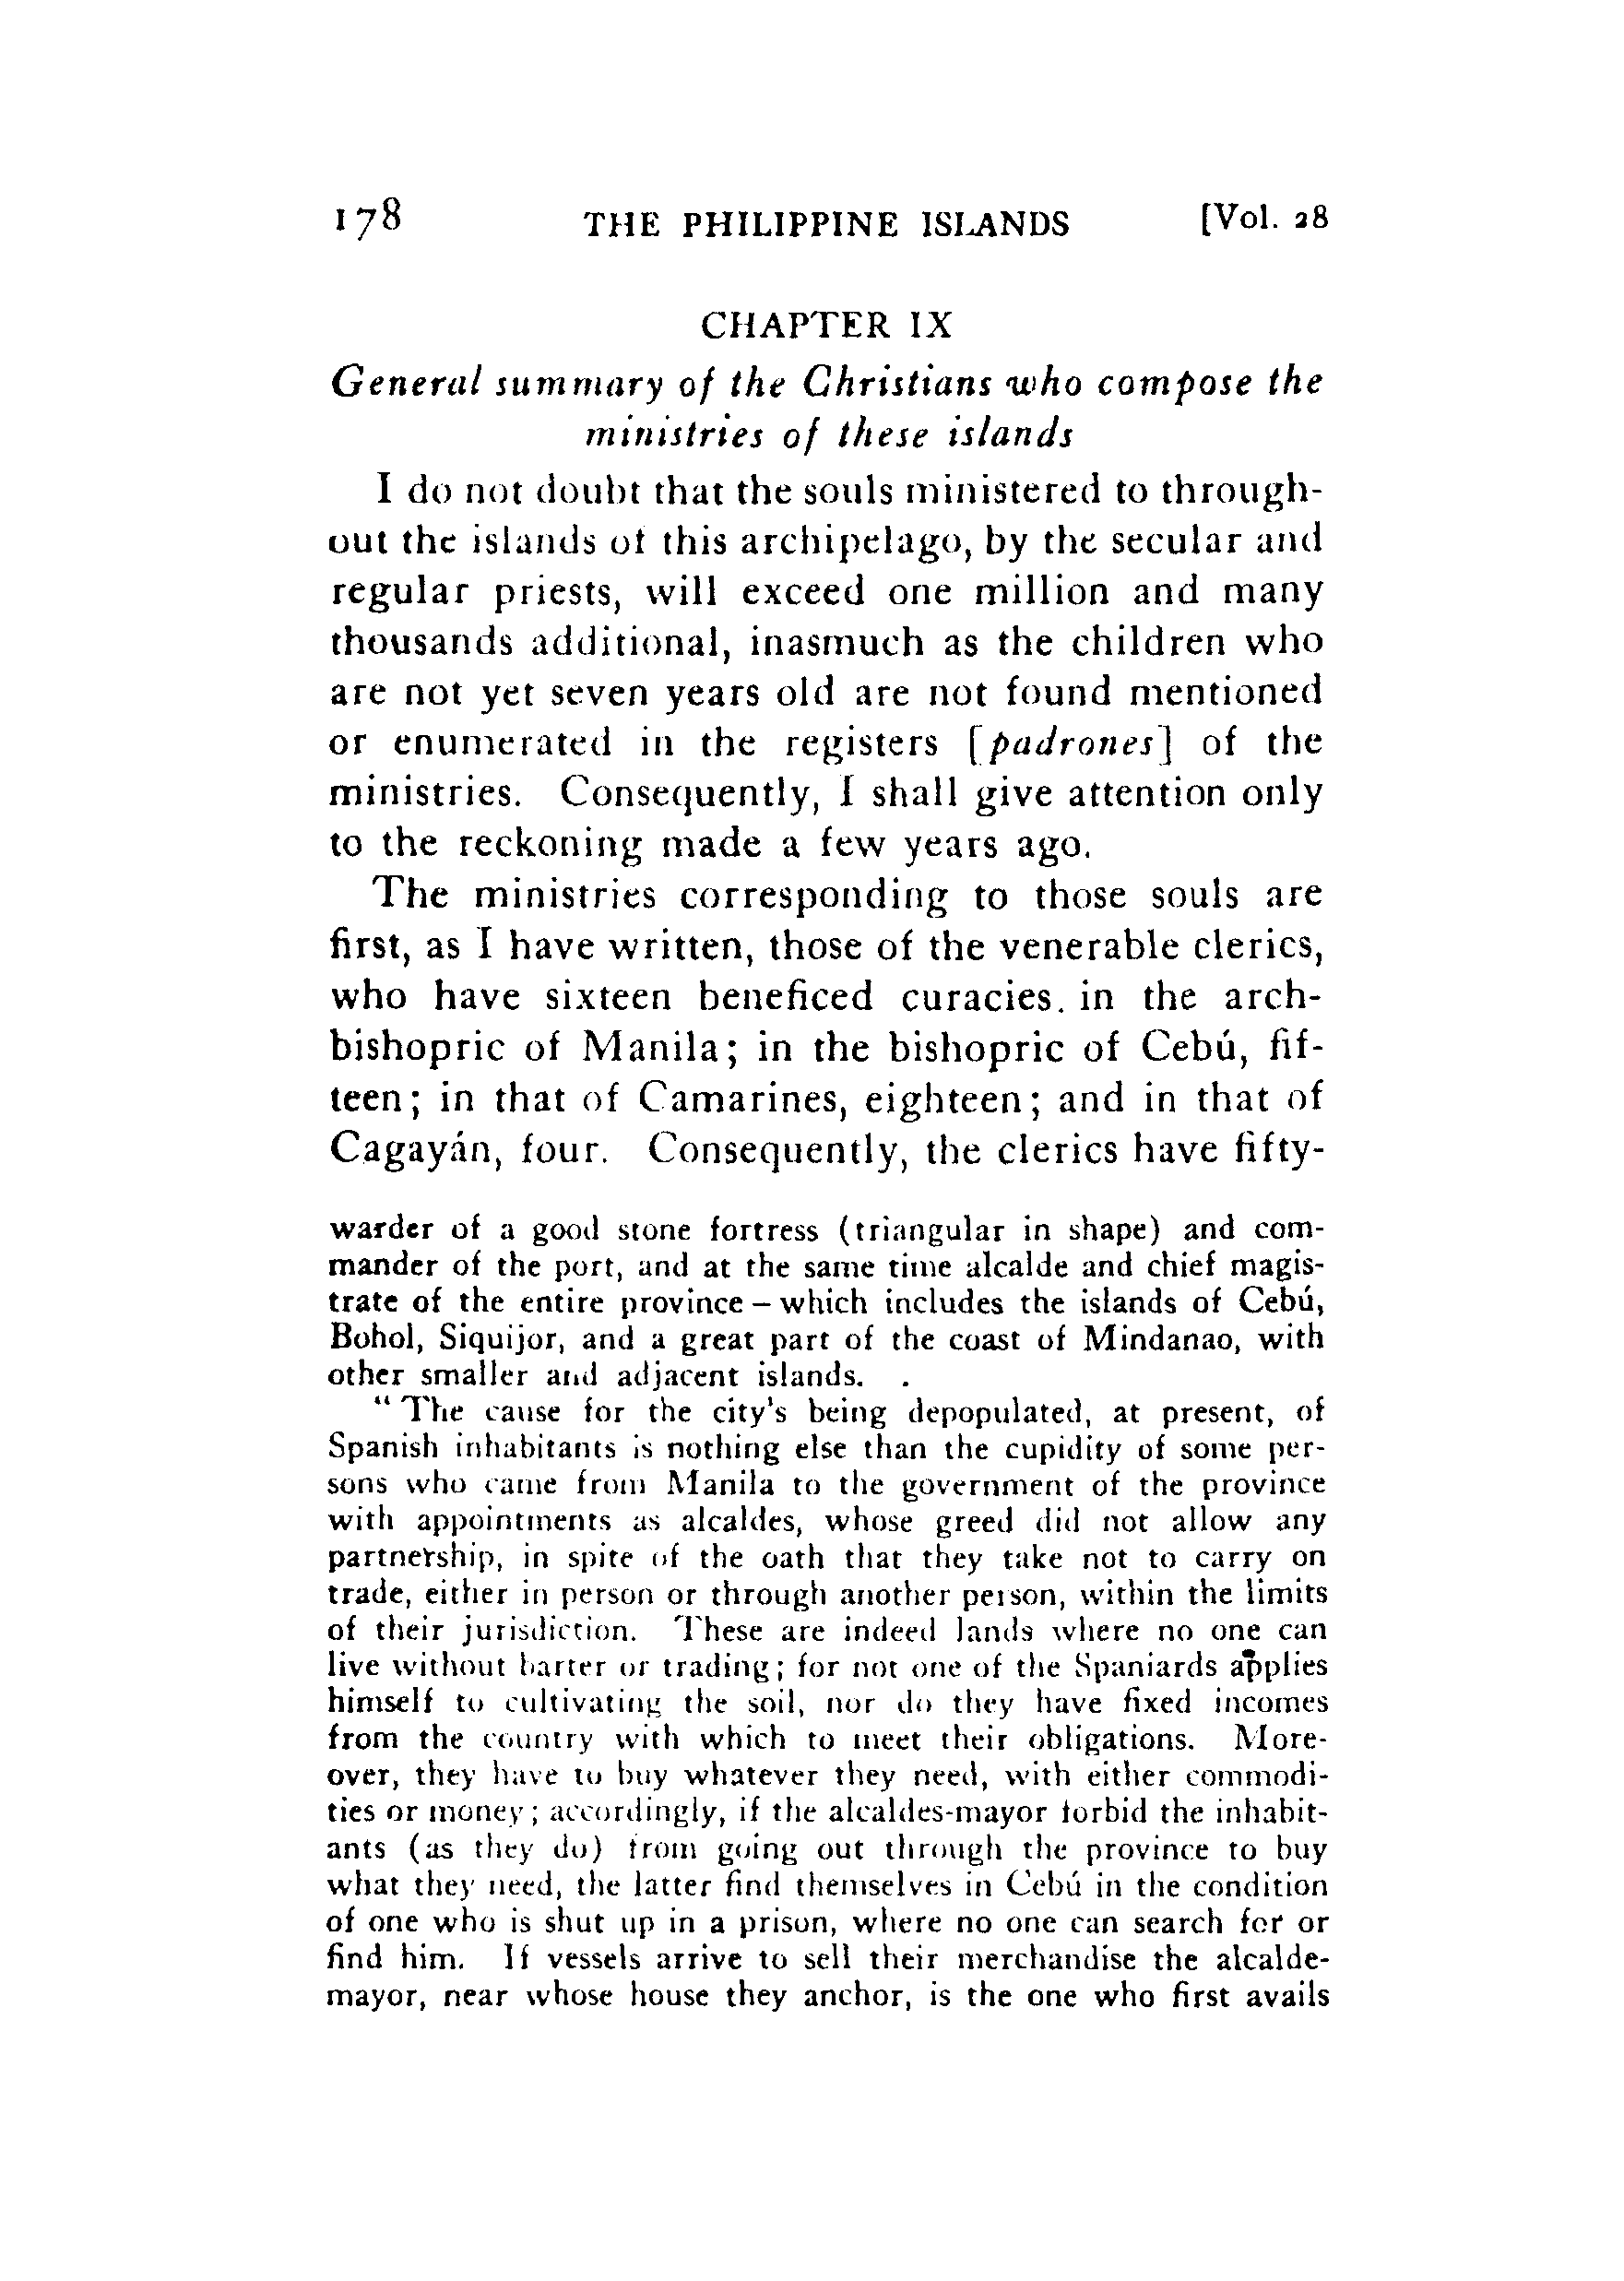 178 THE PHILIPPINE ISLANDS [Vol. 28
CHAPTER IX
General summary of the Christians who compose the
ministries of these islands
I do not doubt that the souls ministered to through-
out the islands of this archipelago, by the secular and
regular priests, will exceed one million and many
thousands additional, inasmuch as the children who
are not yet seven years old are not found mentioned
or enumerated in the registers [padrones] of the
ministries. Consequently, I shall give attention only
to the reckoning made a few years ago.
The ministries corresponding to those souls are
first, as I have written, those of the venerable clerics,
who have sixteen beneficed curacies. in the arch-
bishopric of Manila; in the bishopric of Cebú, fif-
teen; in that of Camarines, eighteen; and in that of
Cagayán, four. Consequently, the clerics have fifty-
warder of a good stone fortress (triangular in shape) and com-
mander of the port, and at the same time alcalde and chief magis-
trate of the entire province – which includes the islands of Cebú,
Bohol, Siquijor, and a great part of the coast of Mindanao, with
other smaller and adjacent islands. .
" The cause for the city's being depopulated, at present, of
Spanish inhabitants is nothing else than the cupidity of some per-
sons who came from Manila to the government of the province
with appointments as alcaldes, whose greed did not allow any
partnership, in spite of the oath that they take not to carry on
trade, either in person or through another person, within the limits
of their jurisdiction. These are indeed lands where no one can
live without barter or trading; for not one of the Spaniards applies
himself to cultivating the soil, nor do they have fixed incomes
from the country with which to meet their obligations. More-
over, they have to buy whatever they need, with either commodi-
ties or money; accordingly, if the alcaldes-mayor forbid the inhabit-
ants (as they do) from going out through the province to buy
what they need, the latter find themselves in Cebú in the condition
of one who is shut up in a prison, where no one can search for or
find him. If vessels arrive to sell their merchandise the alcalde-
mayor, near whose house they anchor, is the one who first avails